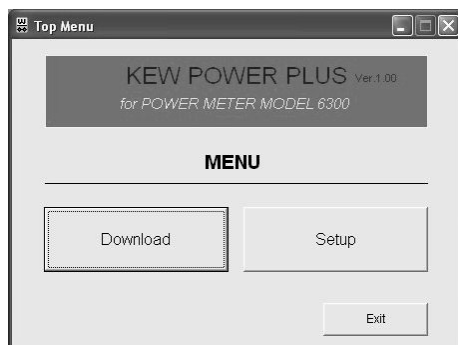 Top Menu
KEW POWER PLUS Ver.1.00
for POWER METER MODEL 6300
MENU
Download Setup
Exit